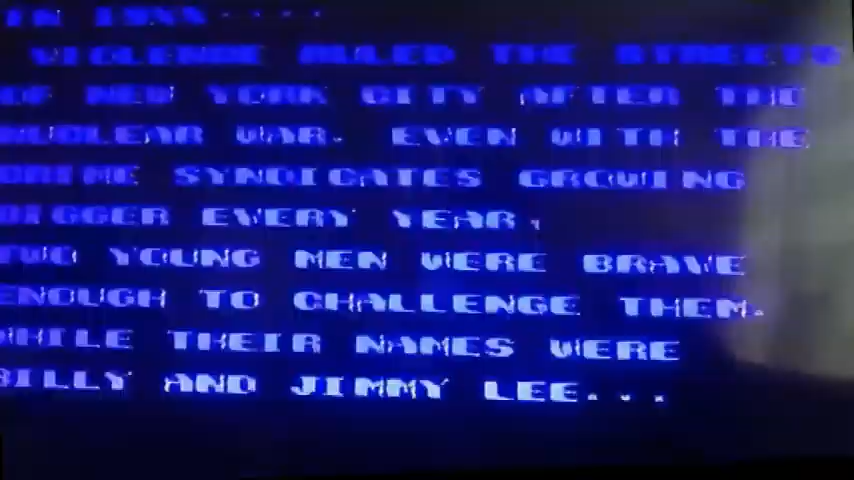 IN 19XX.....
VIOLENCE RULED THE STREETS
OF NEW YORK CITY AFTER THE
NUCLEAR WAR. EVEN WITH THE
CRIME SYNDICATES GROWING
BIGGER EVERY YEAR,
TWO YOUNG MEN WERE BRAVE
ENOUGH TO CHALLENGE THEM.
WHILE THEIR NAMES WERE
BILLY AND JIMMY LEE...